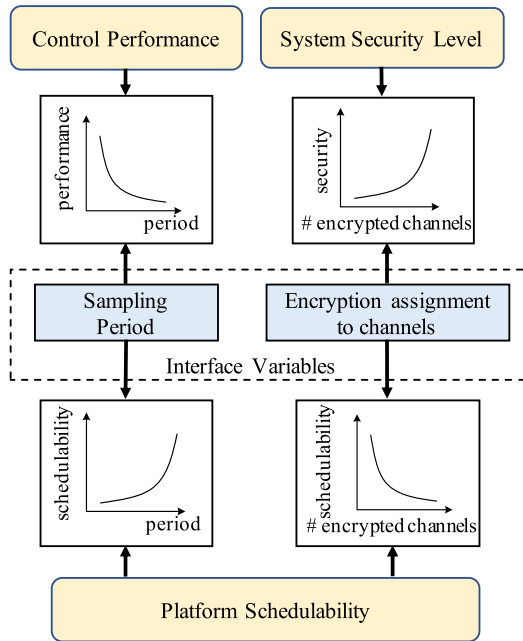 Control Performance
System Security Level
performance
period
security
# encrypted channels
Sampling
Period
Encryption assignment
to channels
Interface Variables
schedulability
period
schedulability
# encrypted channels
Platform Schedulability